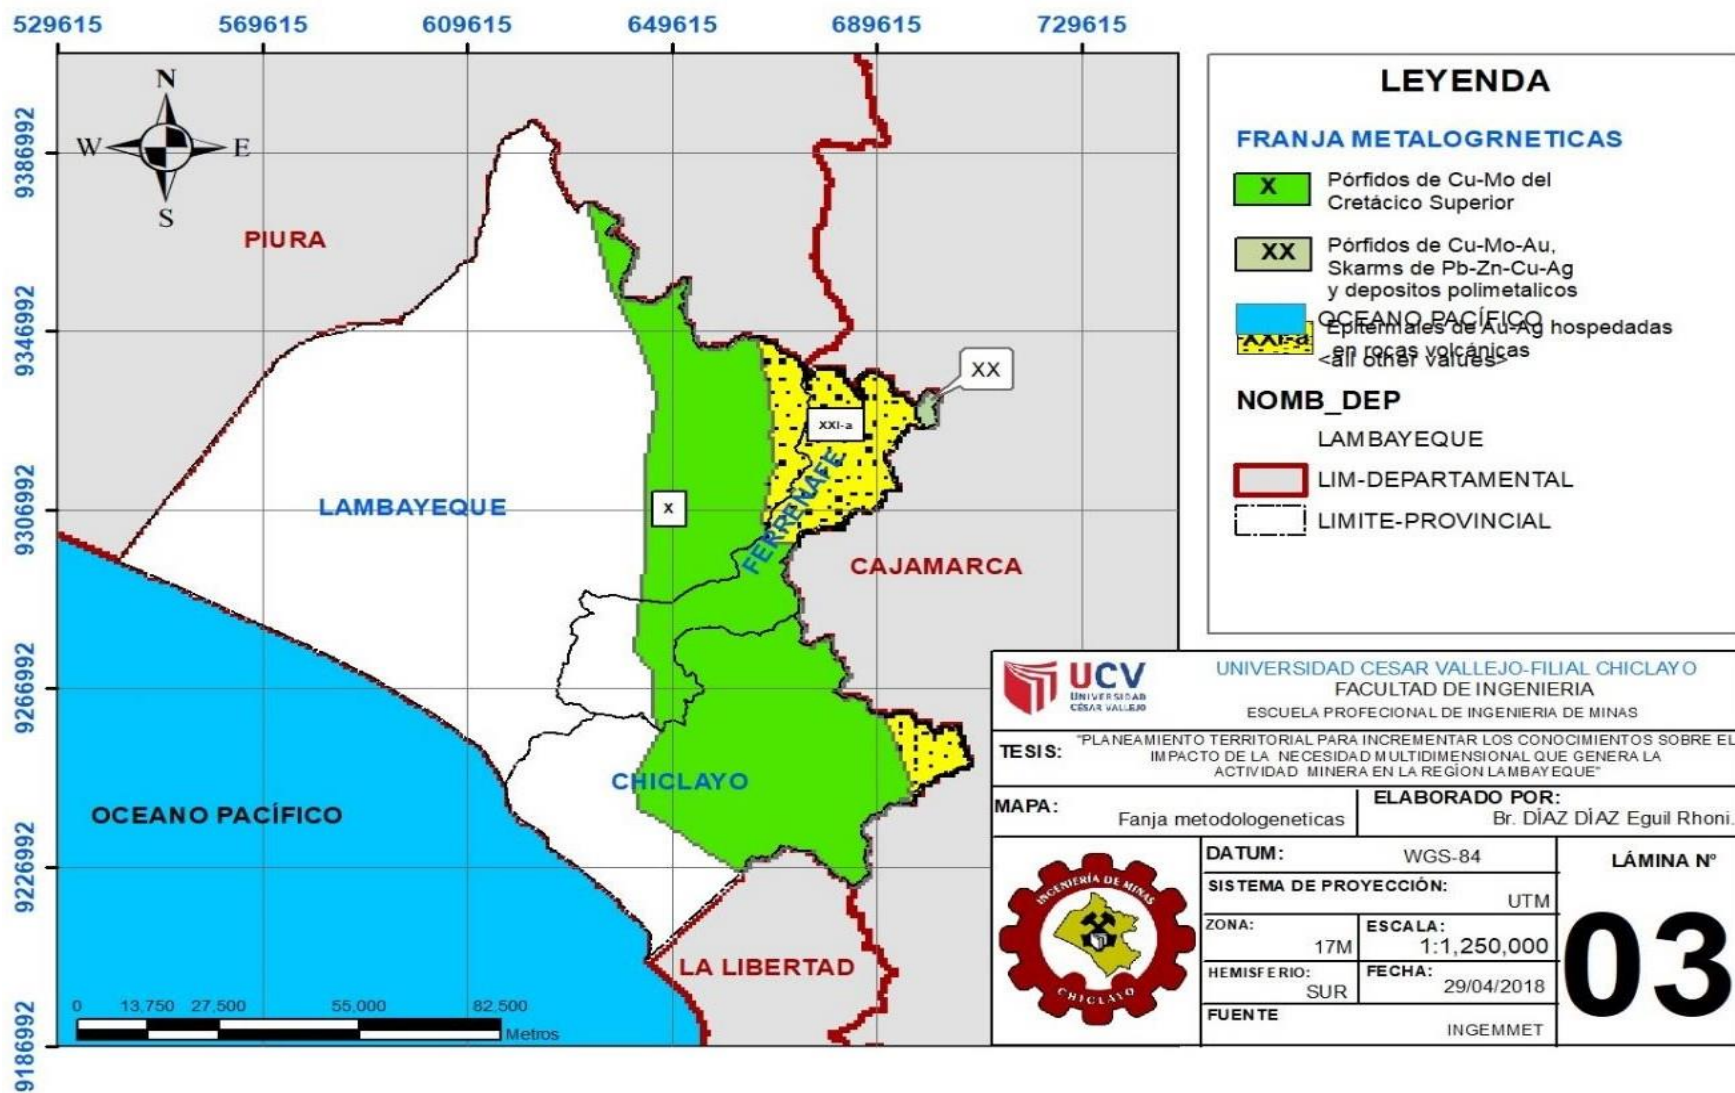 529615 569615 609615 649615 689615 729615
9386992
9346992
9306992
9266992
9226992
9186992
N
W E
S
PIURA
XX
XXI-a
LAMBAYEQUE
X
FERREÑAFE
CAJAMARCA
CHICLAYO
OCEANO PACÍFICO
LA LIBERTAD
0 13,750 27,500 55,000 82,500
Metros
LEYENDA
FRANJA METALOGRNETICAS
X Pórfidos de Cu-Mo del
Cretácico Superior
XX Pórfidos de Cu-Mo-Au,
Skarms de Pb-Zn-Cu-Ag
y depositos polimetalicos
OCEANO PACÍFICO
XXI-a Epitermales de Au-Ag hospedadas
en rocas volcánicas
<all other values>
NOMB_DEP
LAMBAYEQUE
LIM-DEPARTAMENTAL
LIMITE-PROVINCIAL
UCV
UNIVERSIDAD
CÉSAR VALLEJO
UNIVERSIDAD CESAR VALLEJO-FILIAL CHICLAYO
FACULTAD DE INGENIERIA
ESCUELA PROFECIONAL DE INGENIERIA DE MINAS
TESIS: "PLANEAMIENTO TERRITORIAL PARA INCREMENTAR LOS CONOCIMIENTOS SOBRE EL
IMPACTO DE LA NECESIDAD MULTIDIMENSIONAL QUE GENERA LA
ACTIVIDAD MINERA EN LA REGION LAMBAYEQUE"
MAPA: Fanja metodologeneticas
ELABORADO POR:
Br. DÍAZ DÍAZ Eguil Rhoni.
INGENIERÍA DE MINAS
CHICLAYO
DATUM: WGS-84
SISTEMA DE PROYECCIÓN:
UTM
ZONA:
17M
ESCALA:
1:1,250,000
HEMISFERIO:
SUR
FECHA:
29/04/2018
FUENTE
INGEMMET
LÁMINA N°
03